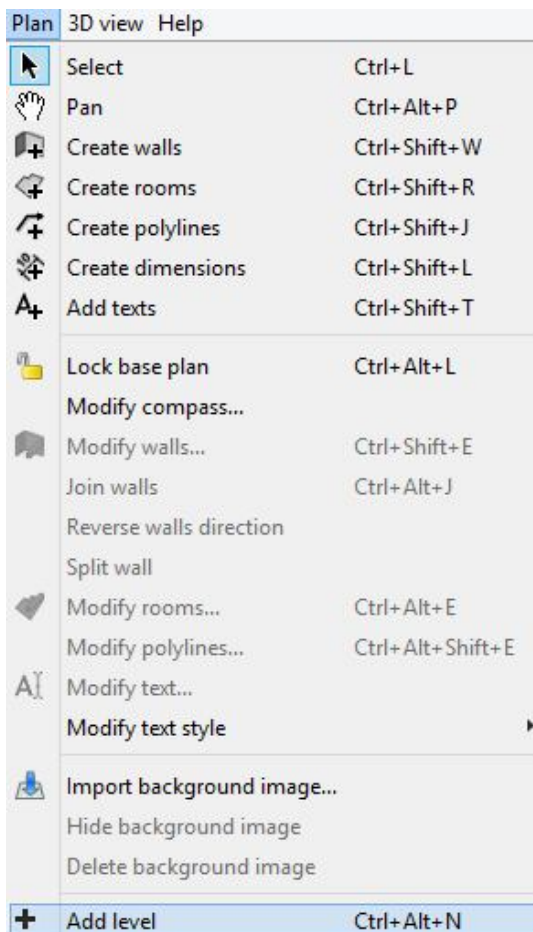 Plan 3D view Help
Select Ctrl+L
Pan Ctrl+Alt+P
Create walls Ctrl+Shift+W
Create rooms Ctrl+Shift+R
Create polylines Ctrl+Shift+J
Create dimensions Ctrl+Shift+L
Add texts Ctrl+Shift+T
Lock base plan Ctrl+Alt+L
Modify compass...
Modify walls... Ctrl+Shift+E
Join walls Ctrl+Alt+J
Reverse walls direction
Split wall
Modify rooms... Ctrl+Alt+E
Modify polylines... Ctrl+Alt+Shift+E
Modify text...
Modify text style
Import background image...
Hide background image
Delete background image
Add level Ctrl+Alt+N